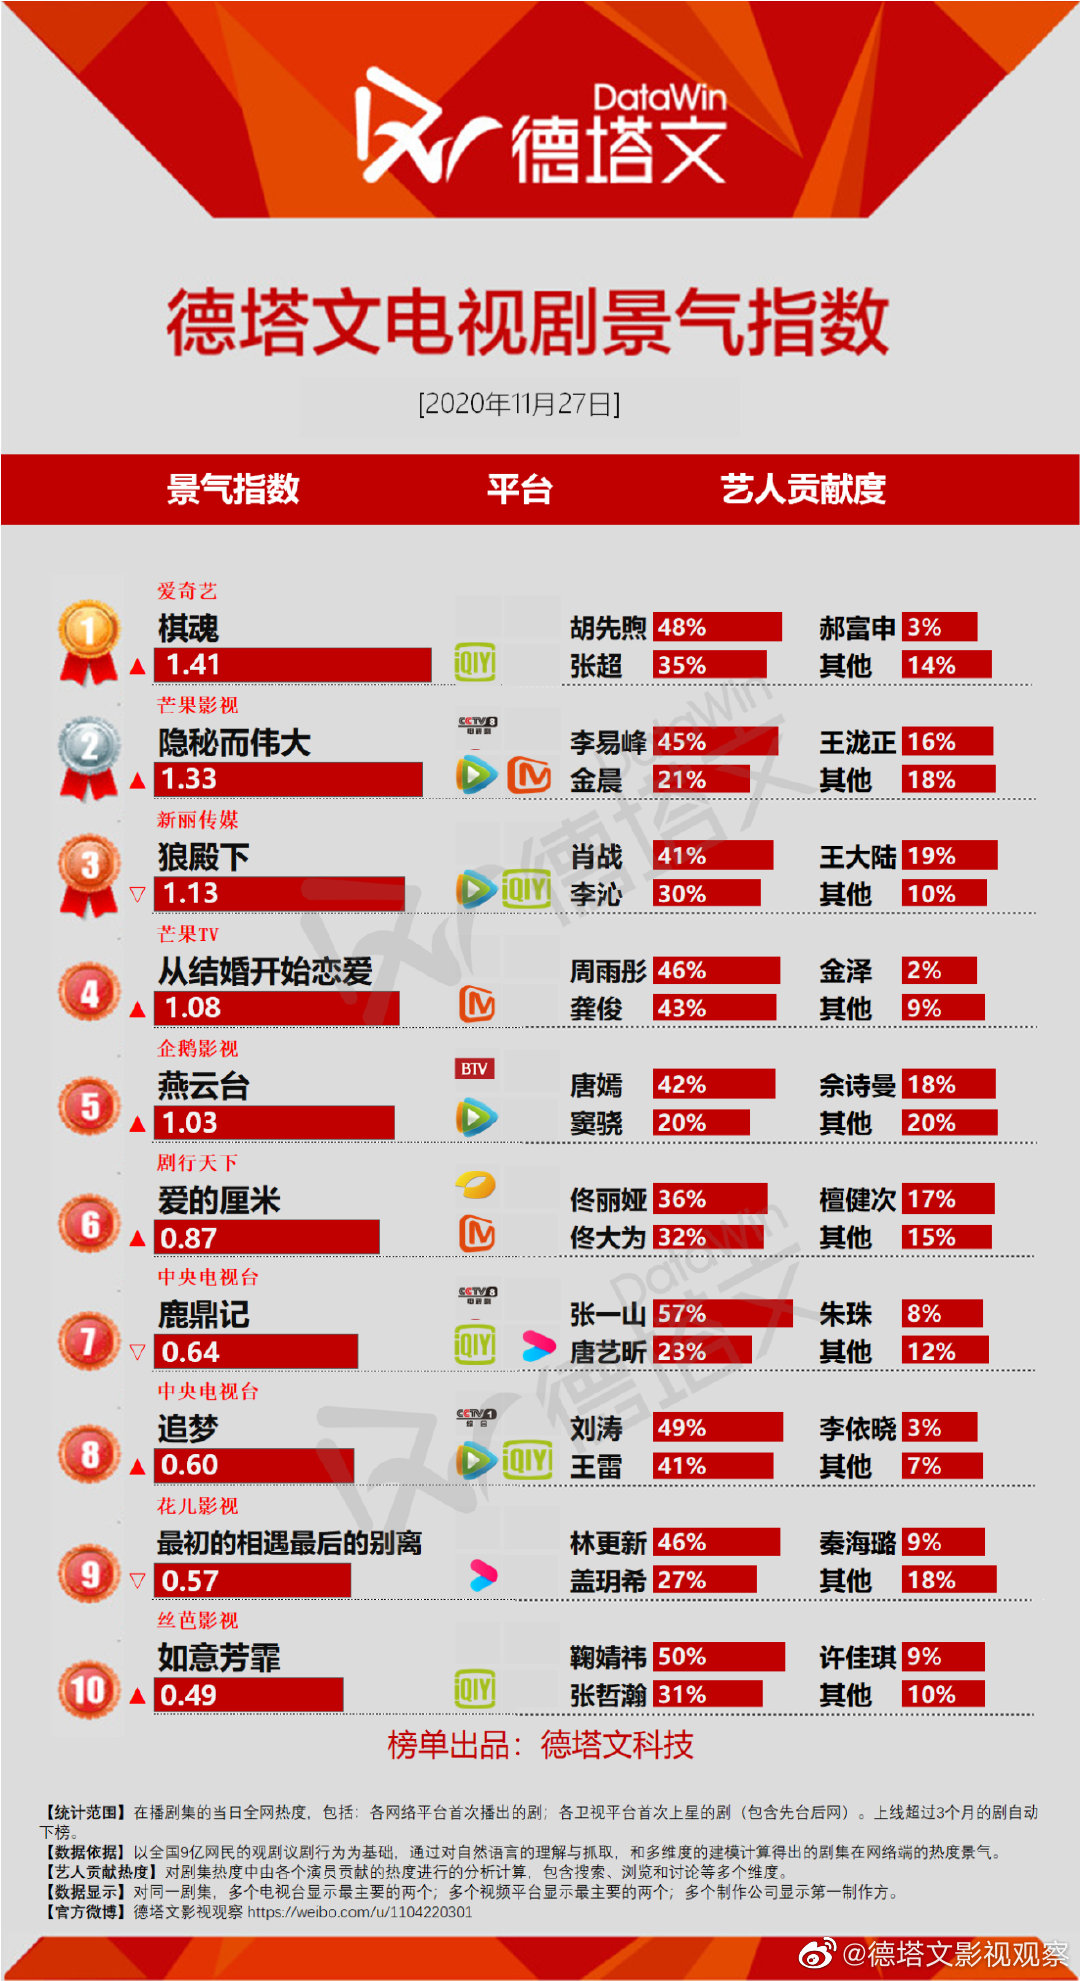 DataWin
德塔文
德塔文电视剧景气指数
[2020年11月27日]
景气指数 平台 艺人贡献度
爱奇艺
1 棋魂 胡先煦 48% 郝富申 3%
▲ 1.41 iQIYI 张超 35% 其他 14%
芒果影视
2 隐秘而伟大 CCTV8 电视剧 李易峰 45% 王泷正 16%
▲ 1.33 金晨 21% 其他 18%
新丽传媒
3 狼殿下 肖战 41% 王大陆 19%
▽ 1.13 iQIYI 李沁 30% 其他 10%
芒果TV
4 从结婚开始恋爱 周雨彤 46% 金泽 2%
▲ 1.08 龚俊 43% 其他 9%
企鹅影视
5 燕云台 BTV 唐嫣 42% 佘诗曼 18%
▲ 1.03 窦骁 20% 其他 20%
剧行天下
6 爱的厘米 佟丽娅 36% 檀健次 17%
▲ 0.87 佟大为 32% 其他 15%
中央电视台
7 鹿鼎记 CCTV8 电视剧 张一山 57% 朱珠 8%
▽ 0.64 iQIYI 唐艺昕 23% 其他 12%
中央电视台
8 追梦 CCTV1 综合 刘涛 49% 李依晓 3%
▲ 0.60 iQIYI 王雷 41% 其他 7%
花儿影视
9 最初的相遇最后的别离 林更新 46% 秦海璐 9%
▽ 0.57 盖玥希 27% 其他 18%
丝芭影视
10 如意芳霏 鞠婧祎 50% 许佳琪 9%
▲ 0.49 iQIYI 张哲瀚 31% 其他 10%
DataWin
德塔文
DataWin
德塔文
榜单出品：德塔文科技
【统计范围】在播剧集的当日全网热度，包括：各网络平台首次播出的剧；各卫视平台首次上星的剧（包含先台后网）。上线超过3个月的剧自动
下榜。
【数据依据】以全国9亿网民的观剧议剧行为为基础，通过对自然语言的理解与抓取，和多维度的建模计算得出的剧集在网络端的热度景气。
【艺人贡献热度】对剧集热度中由各个演员贡献的热度进行的分析计算，包含搜索、浏览和讨论等多个维度。
【数据显示】对同一剧集，多个电视台显示最主要的两个；多个视频平台显示最主要的两个；多个制作公司显示第一制作方。
【官方微博】德塔文影视观察 https://weibo.com/u/1104220301
@德塔文影视观察